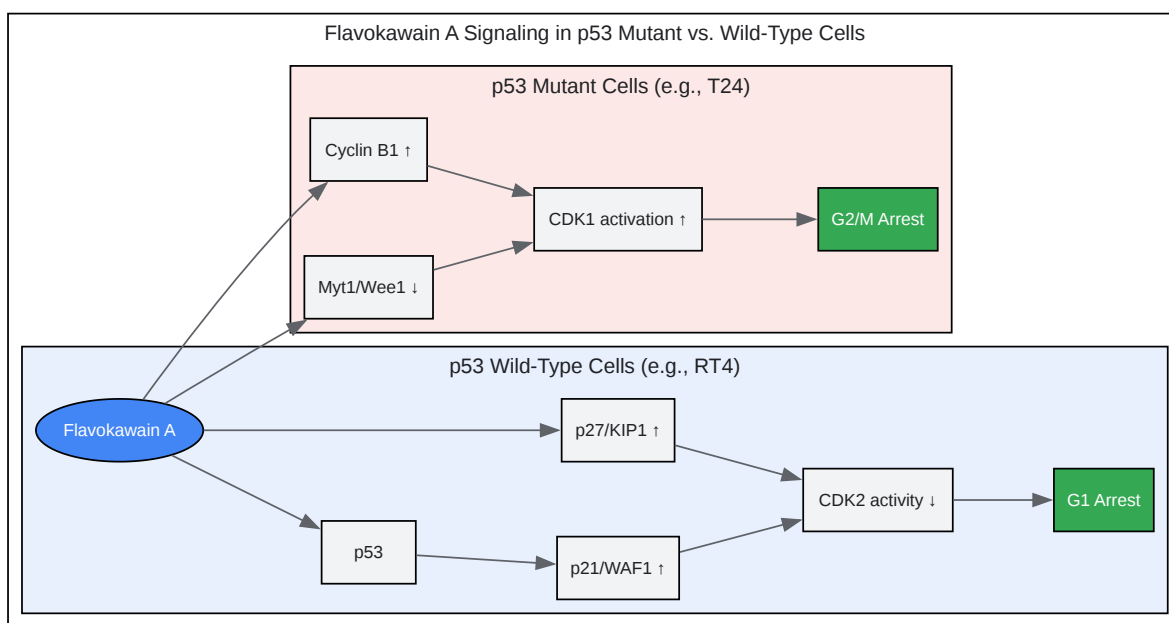 Flavokawain A Signaling in p53 Mutant vs. Wild-Type Cells
p53 Mutant Cells (e.g., T24)
Cyclin B1 ↑
CDK1 activation ↑
G2/M Arrest
Myt1/Wee1 ↓
p53 Wild-Type Cells (e.g., RT4)
Flavokawain A
p27/KIP1 ↑
CDK2 activity ↓
G1 Arrest
p53
p21/WAF1 ↑